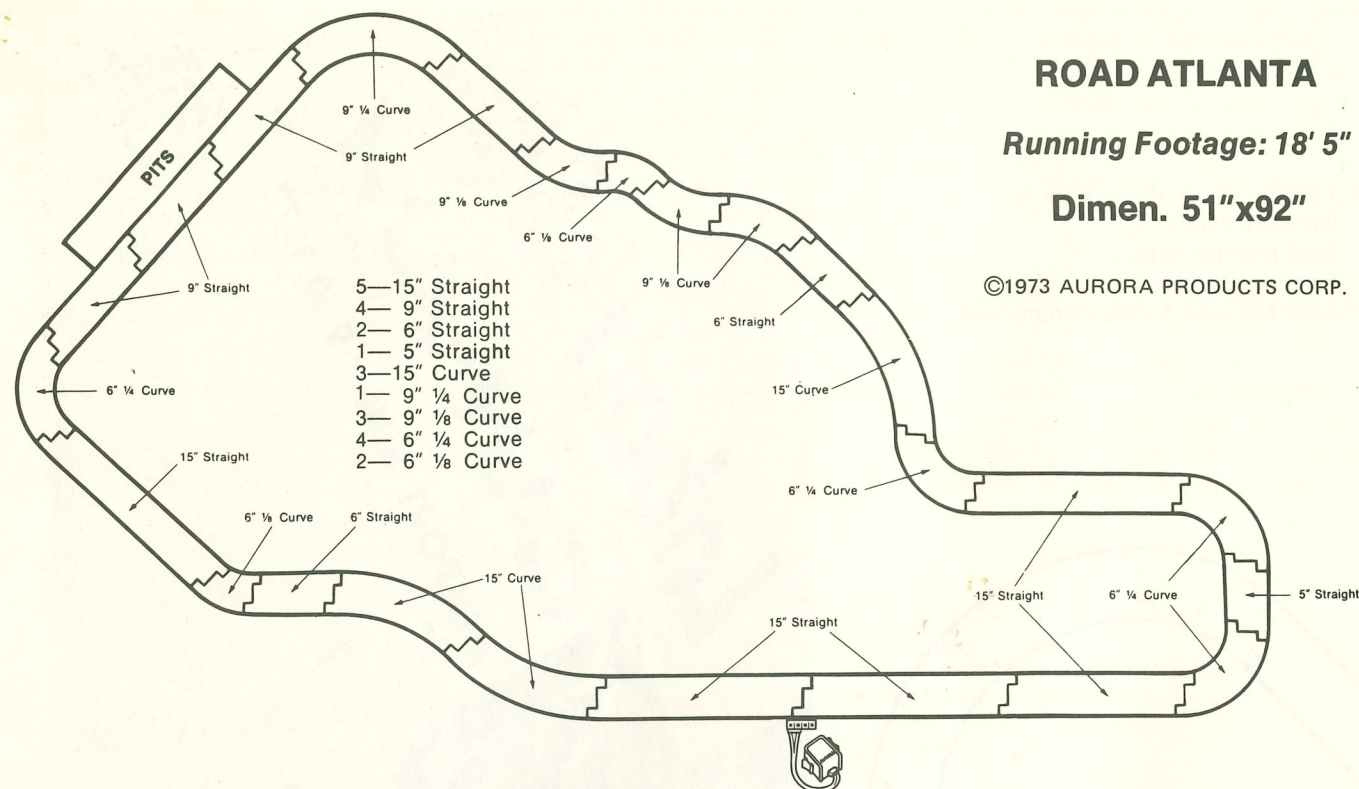 ROAD ATLANTA
Running Footage: 18' 5"
Dimen. 51"x92"
©1973 AURORA PRODUCTS CORP.
PITS
9" ¼ Curve
9" Straight
9" ⅛ Curve
6" ⅛ Curve
9" ⅛ Curve
9" Straight
6" Straight
5—15" Straight
4— 9" Straight
2— 6" Straight
1— 5" Straight
3—15" Curve
1— 9" ¼ Curve
3— 9" ⅛ Curve
4— 6" ¼ Curve
2— 6" ⅛ Curve
6" ¼ Curve
15" Curve
15" Straight
6" ¼ Curve
6" ⅛ Curve
6" Straight
15" Curve
15" Straight
15" Straight
6" ¼ Curve
5" Straight